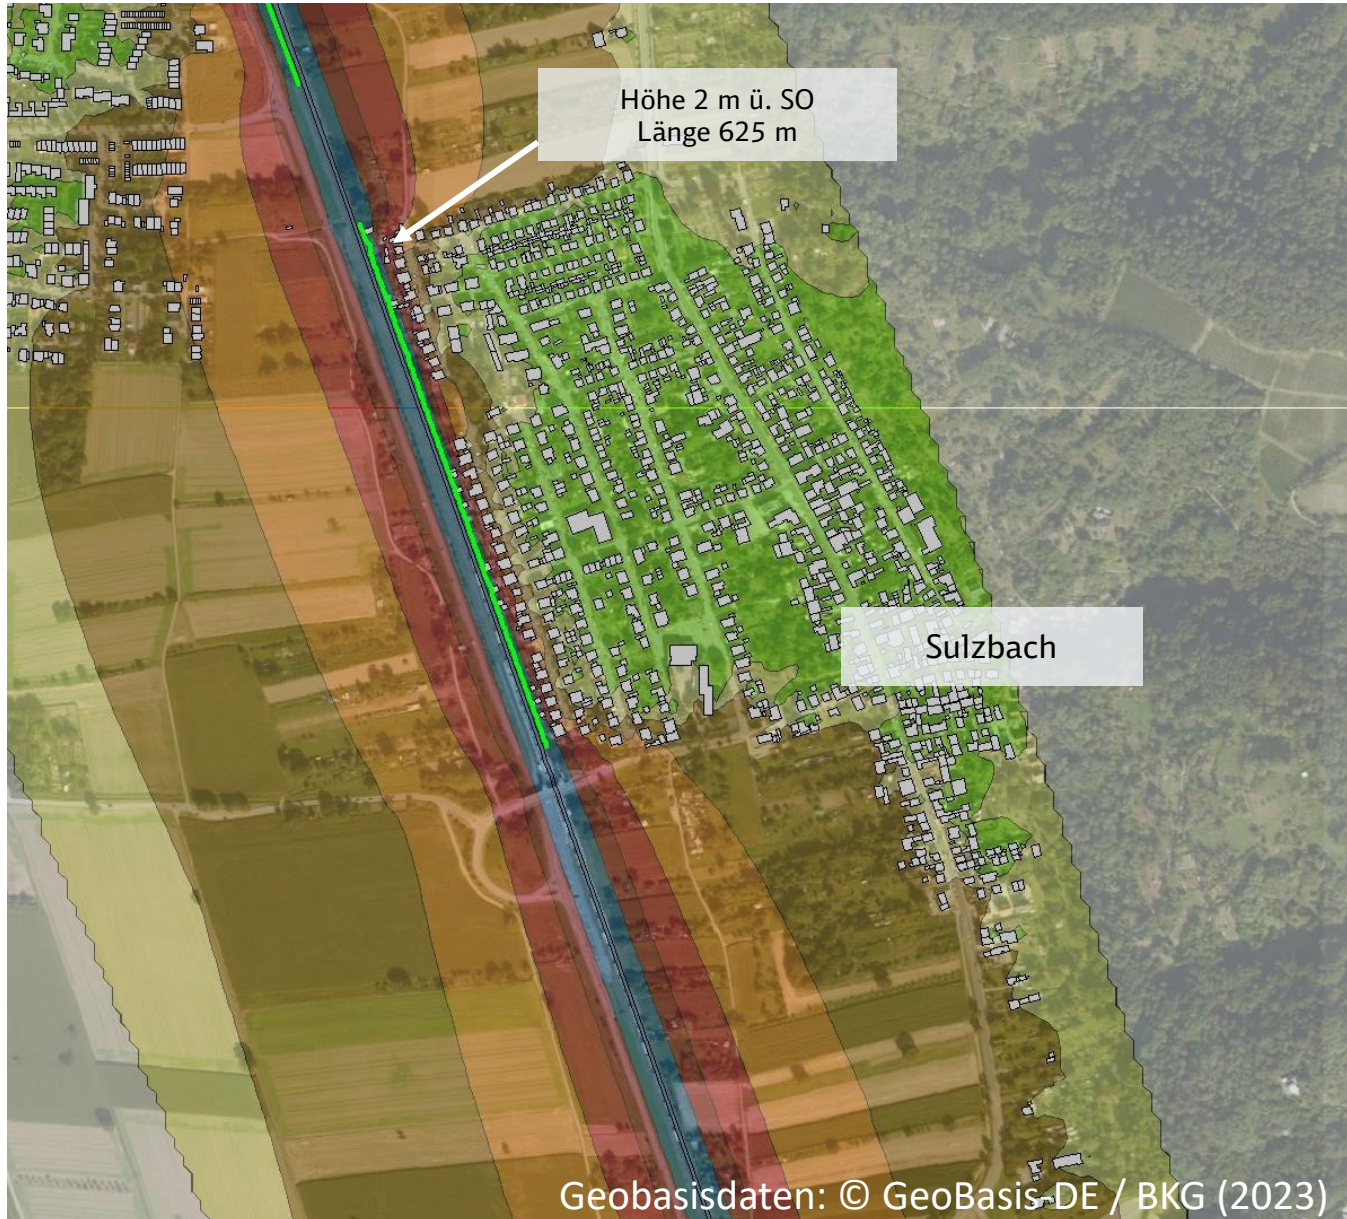 Höhe 2 m ü. SO
Länge 625 m
Sulzbach
Geobasisdaten: © GeoBasis-DE / BKG (2023)